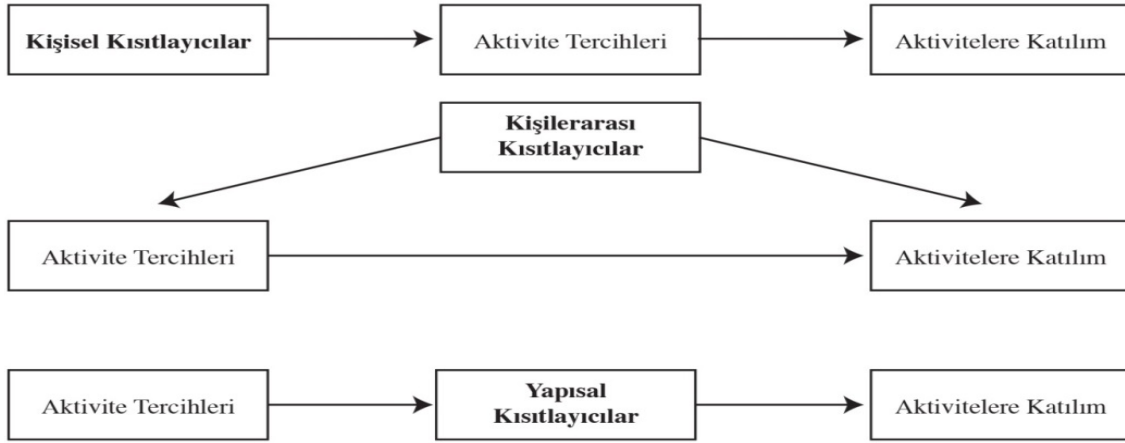 Kişisel Kısıtlayıcılar
Aktivite Tercihleri
Aktivitelere Katılım
Kişilerarası
Kısıtlayıcılar
Aktivite Tercihleri
Aktivitelere Katılım
Aktivite Tercihleri
Yapısal
Kısıtlayıcılar
Aktivitelere Katılım